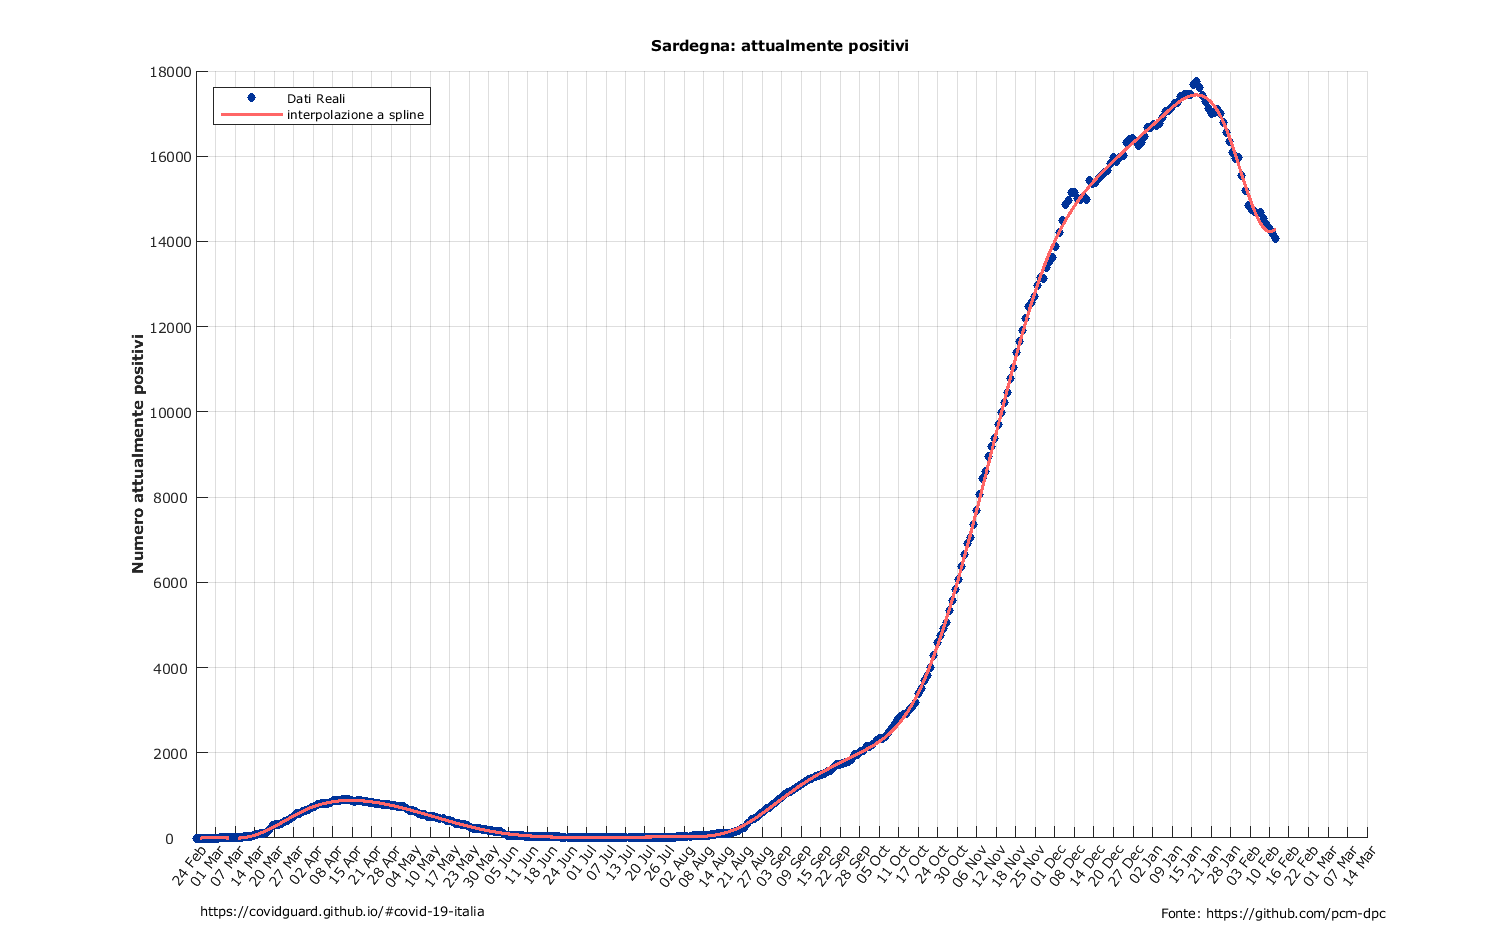 Sardegna: attualmente positivi
Dati Reali
interpolazione a spline
Numero attualmente positivi
18000
16000
14000
12000
10000
8000
6000
4000
2000
0
24 Feb
01 Mar
07 Mar
14 Mar
20 Mar
27 Mar
02 Apr
08 Apr
15 Apr
21 Apr
28 Apr
04 May
10 May
17 May
23 May
30 May
05 Jun
11 Jun
18 Jun
24 Jun
01 Jul
07 Jul
13 Jul
20 Jul
26 Jul
02 Aug
08 Aug
14 Aug
21 Aug
27 Aug
03 Sep
09 Sep
15 Sep
22 Sep
28 Sep
05 Oct
11 Oct
17 Oct
24 Oct
30 Oct
06 Nov
12 Nov
18 Nov
25 Nov
01 Dec
08 Dec
14 Dec
20 Dec
27 Dec
02 Jan
09 Jan
15 Jan
21 Jan
28 Jan
03 Feb
10 Feb
16 Feb
22 Feb
01 Mar
07 Mar
14 Mar
https://covidguard.github.io/#covid-19-italia
Fonte: https://github.com/pcm-dpc